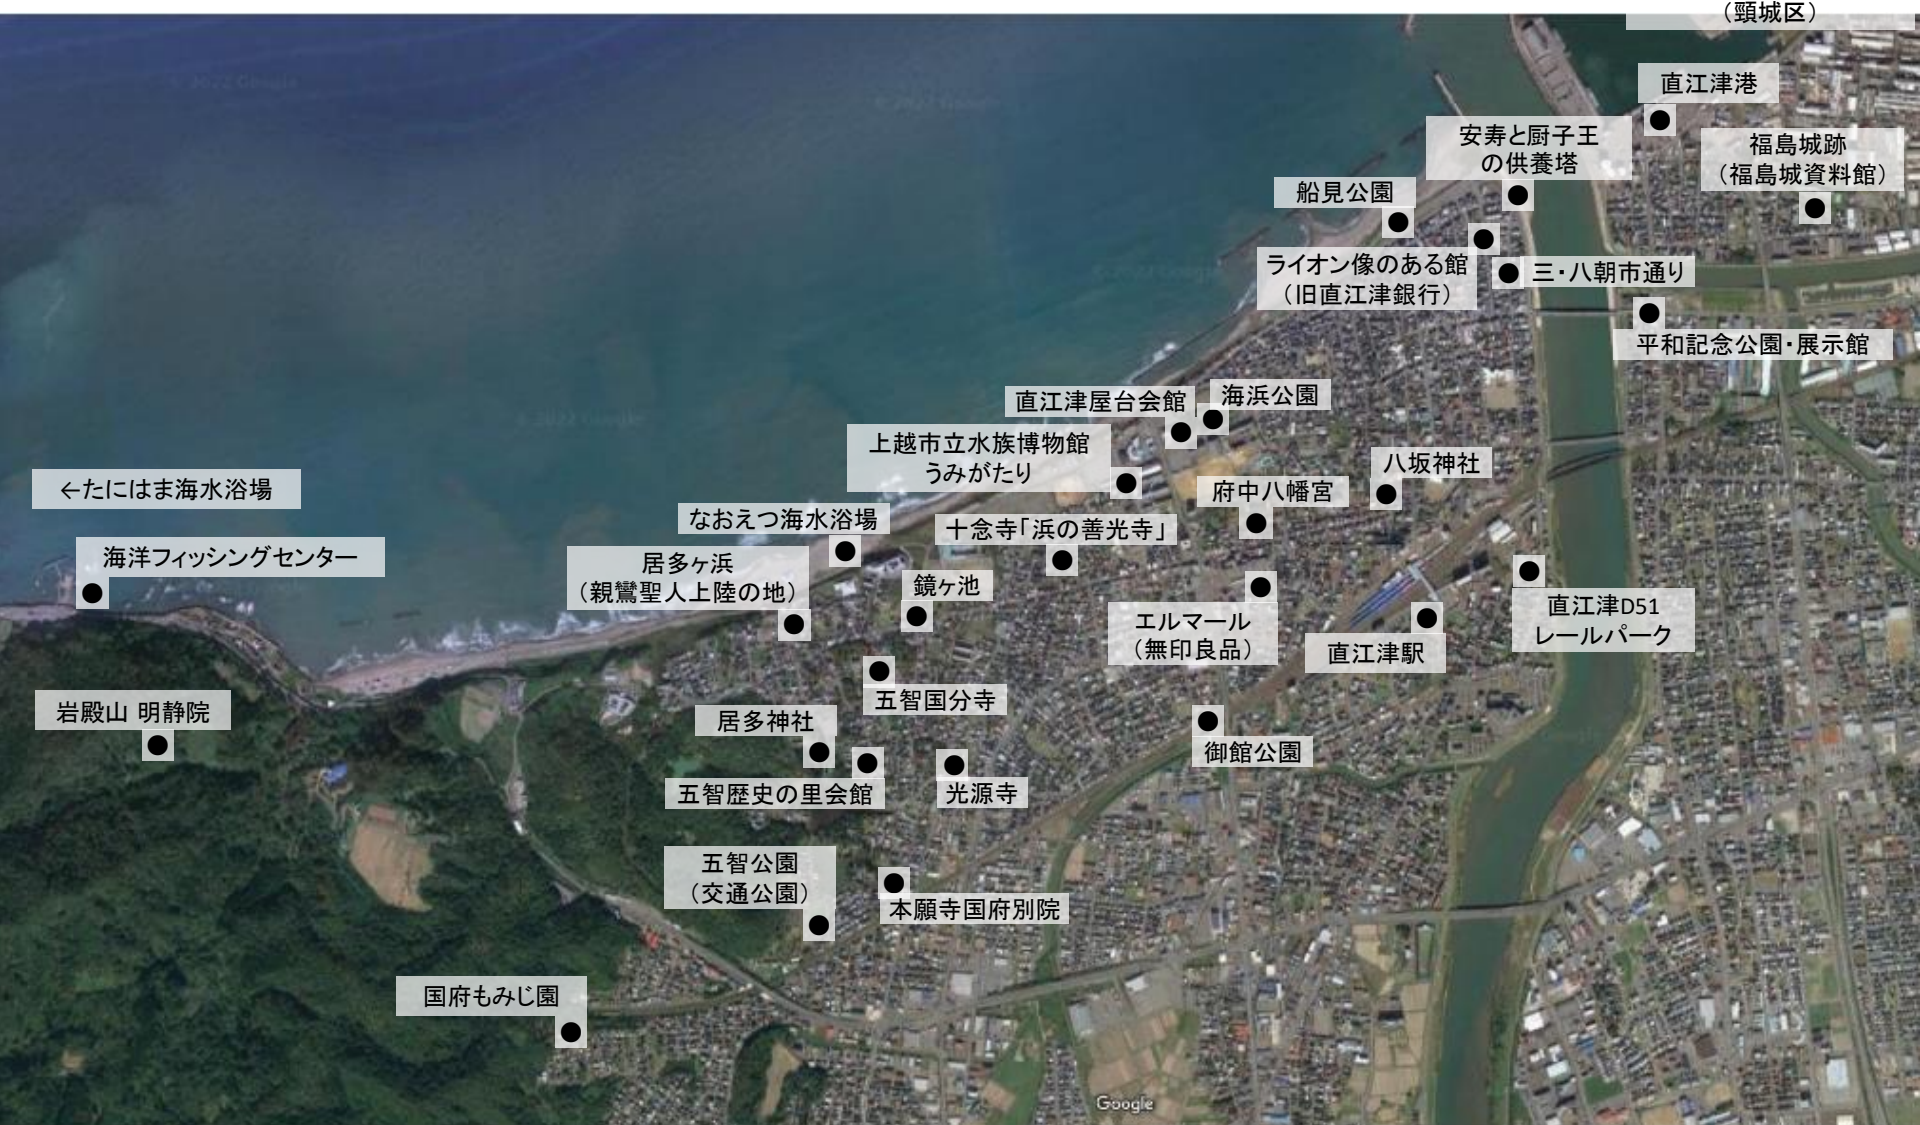 （頸城区）
直江津港
安寿と厨子王
の供養塔
福島城跡
（福島城資料館）
船見公園
ライオン像のある館
（旧直江津銀行）
三・八朝市通り
平和記念公園・展示館
直江津屋台会館
海浜公園
上越市立水族博物館
うみがたり
八坂神社
←たにはま海水浴場
府中八幡宮
なおえつ海水浴場
十念寺「浜の善光寺」
海洋フィッシングセンター
居多ヶ浜
（親鸞聖人上陸の地）
鏡ヶ池
エルマール
（無印良品）
直江津駅
直江津D51
レールパーク
岩殿山 明静院
五智国分寺
居多神社
御館公園
五智歴史の里会館
光源寺
五智公園
（交通公園）
本願寺国府別院
国府もみじ園
Google
© 2022 Google
© 2022 Google
© 2022 Google
© 2022 Google